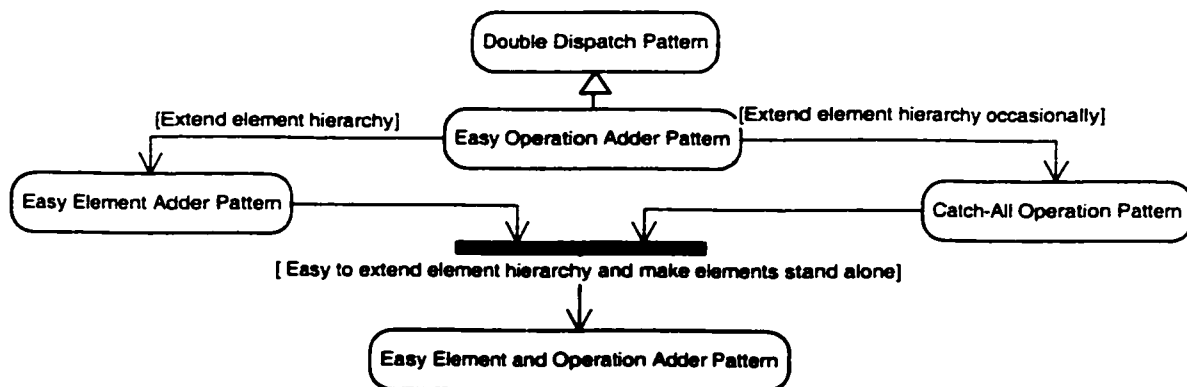 Double Dispatch Pattern
[Extend element hierarchy]
[Extend element hierarchy occasionally]
Easy Operation Adder Pattern
Easy Element Adder Pattern
Catch-All Operation Pattern
[ Easy to extend element hierarchy and make elements stand alone]
Easy Element and Operation Adder Pattern